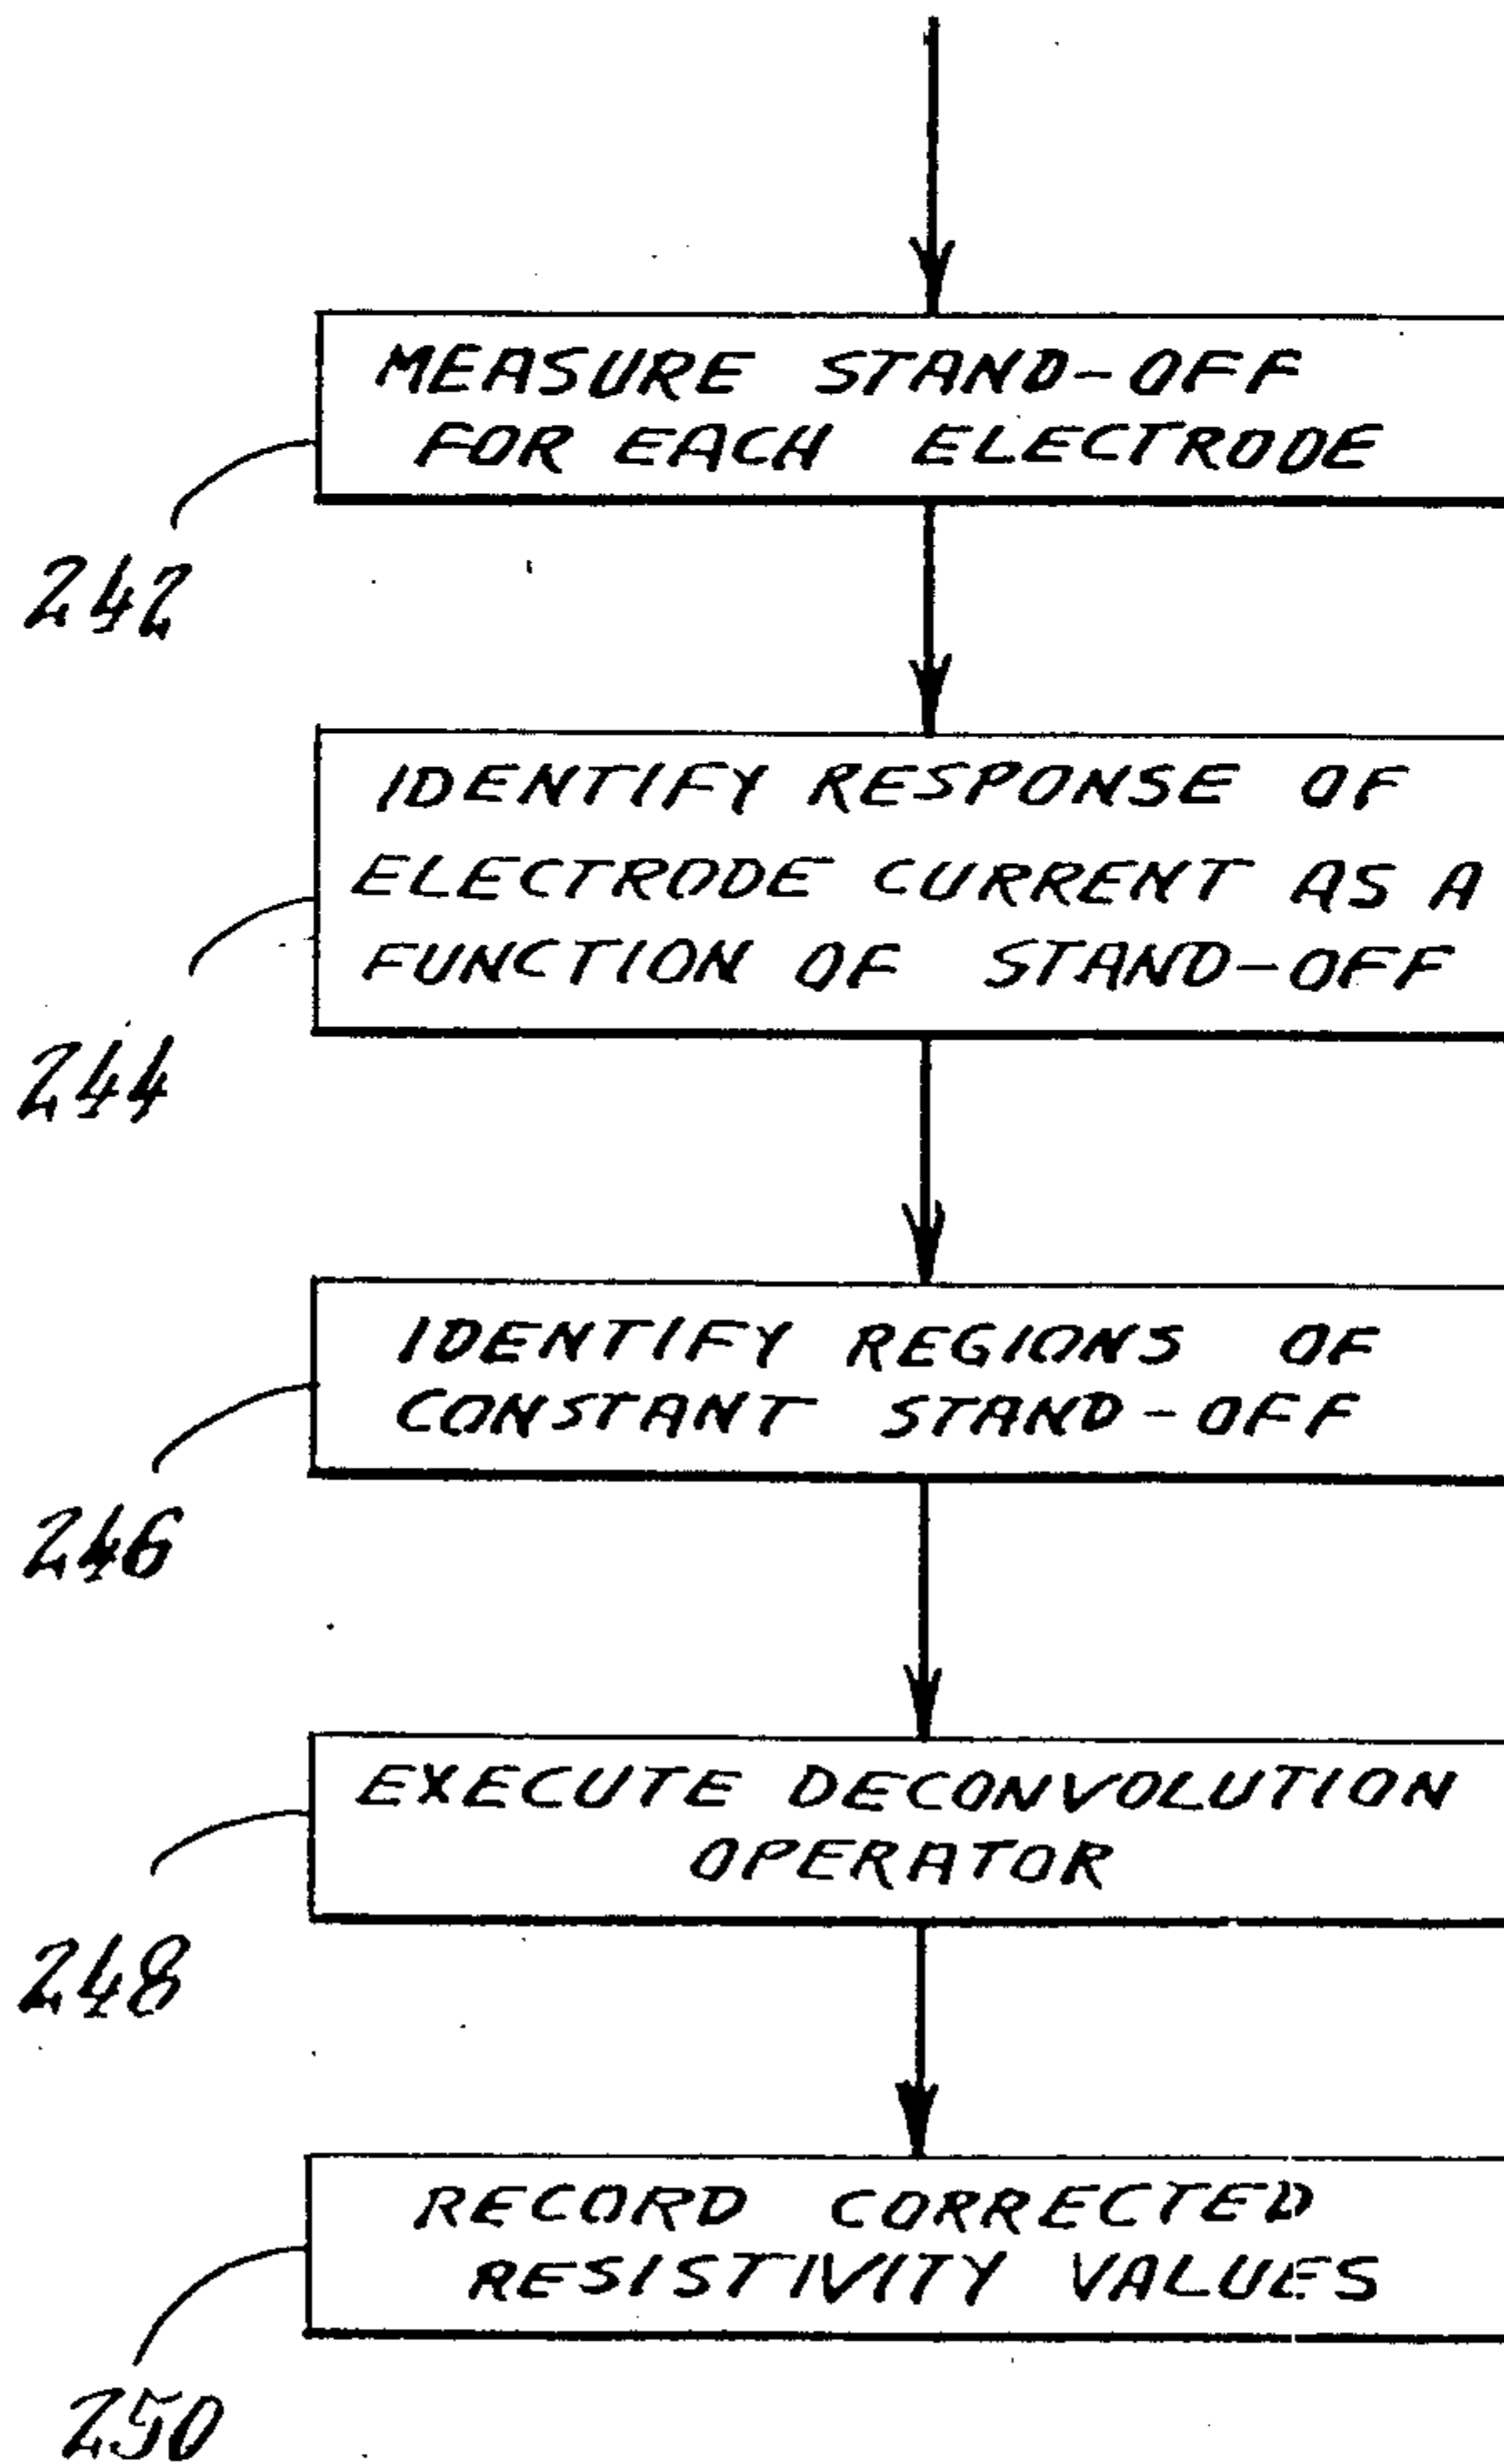 MEASURE STAND-OFF
FOR EACH ELECTRODE
242
IDENTIFY RESPONSE OF
ELECTRODE CURRENT AS A
FUNCTION OF STAND-OFF
244
IDENTIFY REGIONS OF
CONSTANT STAND-OFF
246
EXECUTE DECONVOLUTION
OPERATOR
248
RECORD CORRECTED
RESISTIVITY VALUES
250